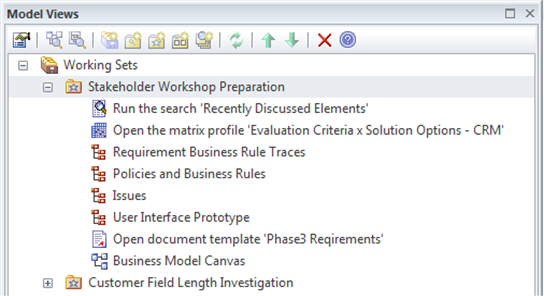 Model Views
Working Sets
Stakeholder Workshop Preparation
Run the search 'Recently Discussed Elements'
Open the matrix profile 'Evaluation Criteria x Solution Options - CRM'
Requirement Business Rule Traces
Policies and Business Rules
Issues
User Interface Prototype
Open document template 'Phase3 Reqirements'
Business Model Canvas
Customer Field Length Investigation